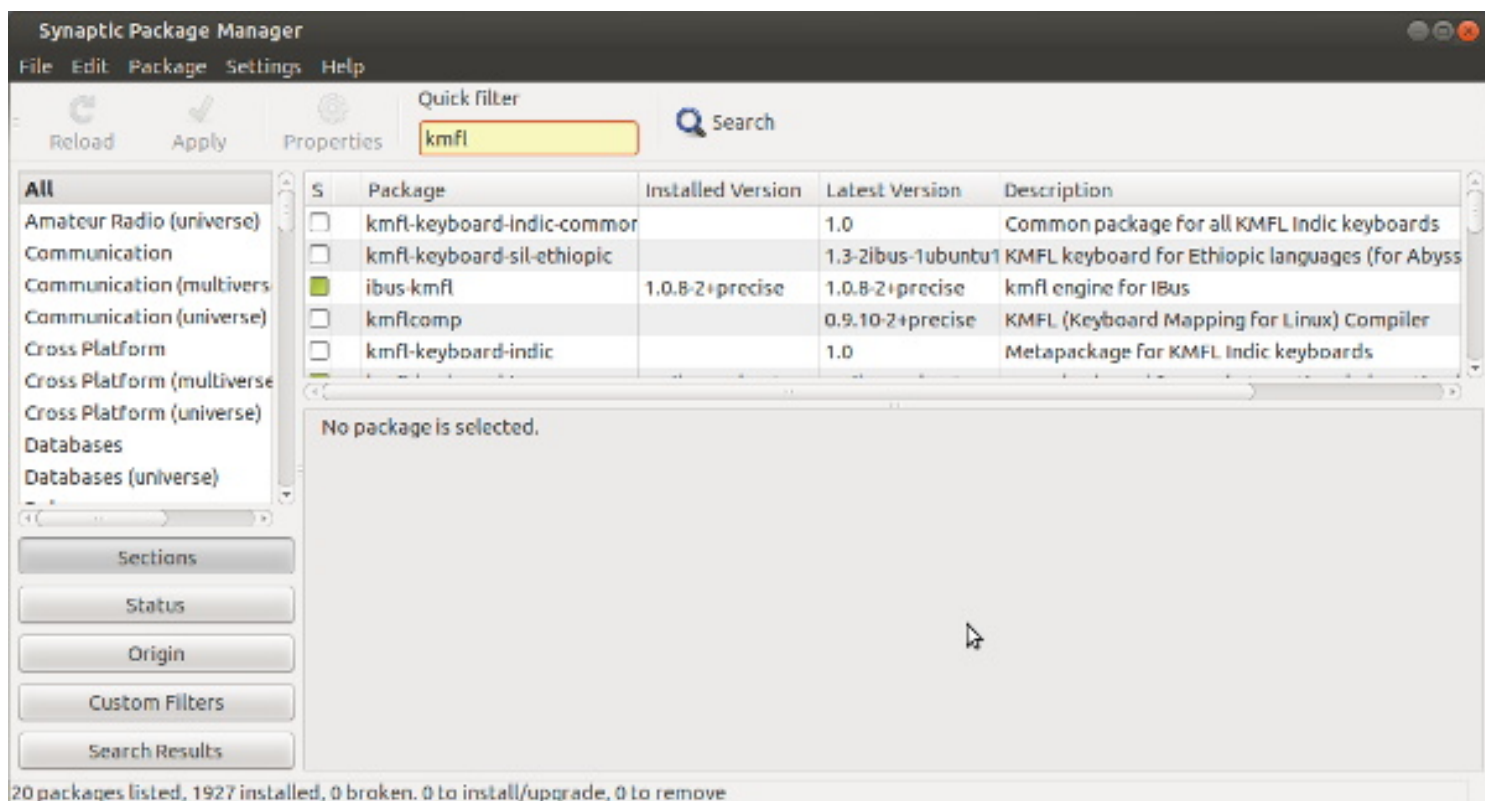 Synaptic Package Manager
File Edit Package Settings Help
Quick filter
Reload Apply Properties kmfl Search
All
Amateur Radio (universe)
Communication
Communication (multivers
Communication (universe)
Cross Platform
Cross Platform (multiverse
Cross Platform (universe)
Databases
Databases (universe)
S Package Installed Version Latest Version Description
kmfl-keyboard-indic-commor 1.0 Common package for all KMFL Indic keyboards
kmfl-keyboard-sil-ethiopic 1.3-2ibus-1ubuntu1 KMFL keyboard for Ethiopic languages (for Abyss
ibus-kmfl 1.0.8-2+precise 1.0.8-2+precise kmfl engine for IBus
kmflcomp 0.9.10-2+precise KMFL (Keyboard Mapping for Linux) Compiler
kmfl-keyboard-indic 1.0 Metapackage for KMFL Indic keyboards
No package is selected.
Sections
Status
Origin
Custom Filters
Search Results
20 packages listed, 1927 installed, 0 broken. 0 to install/upgrade, 0 to remove